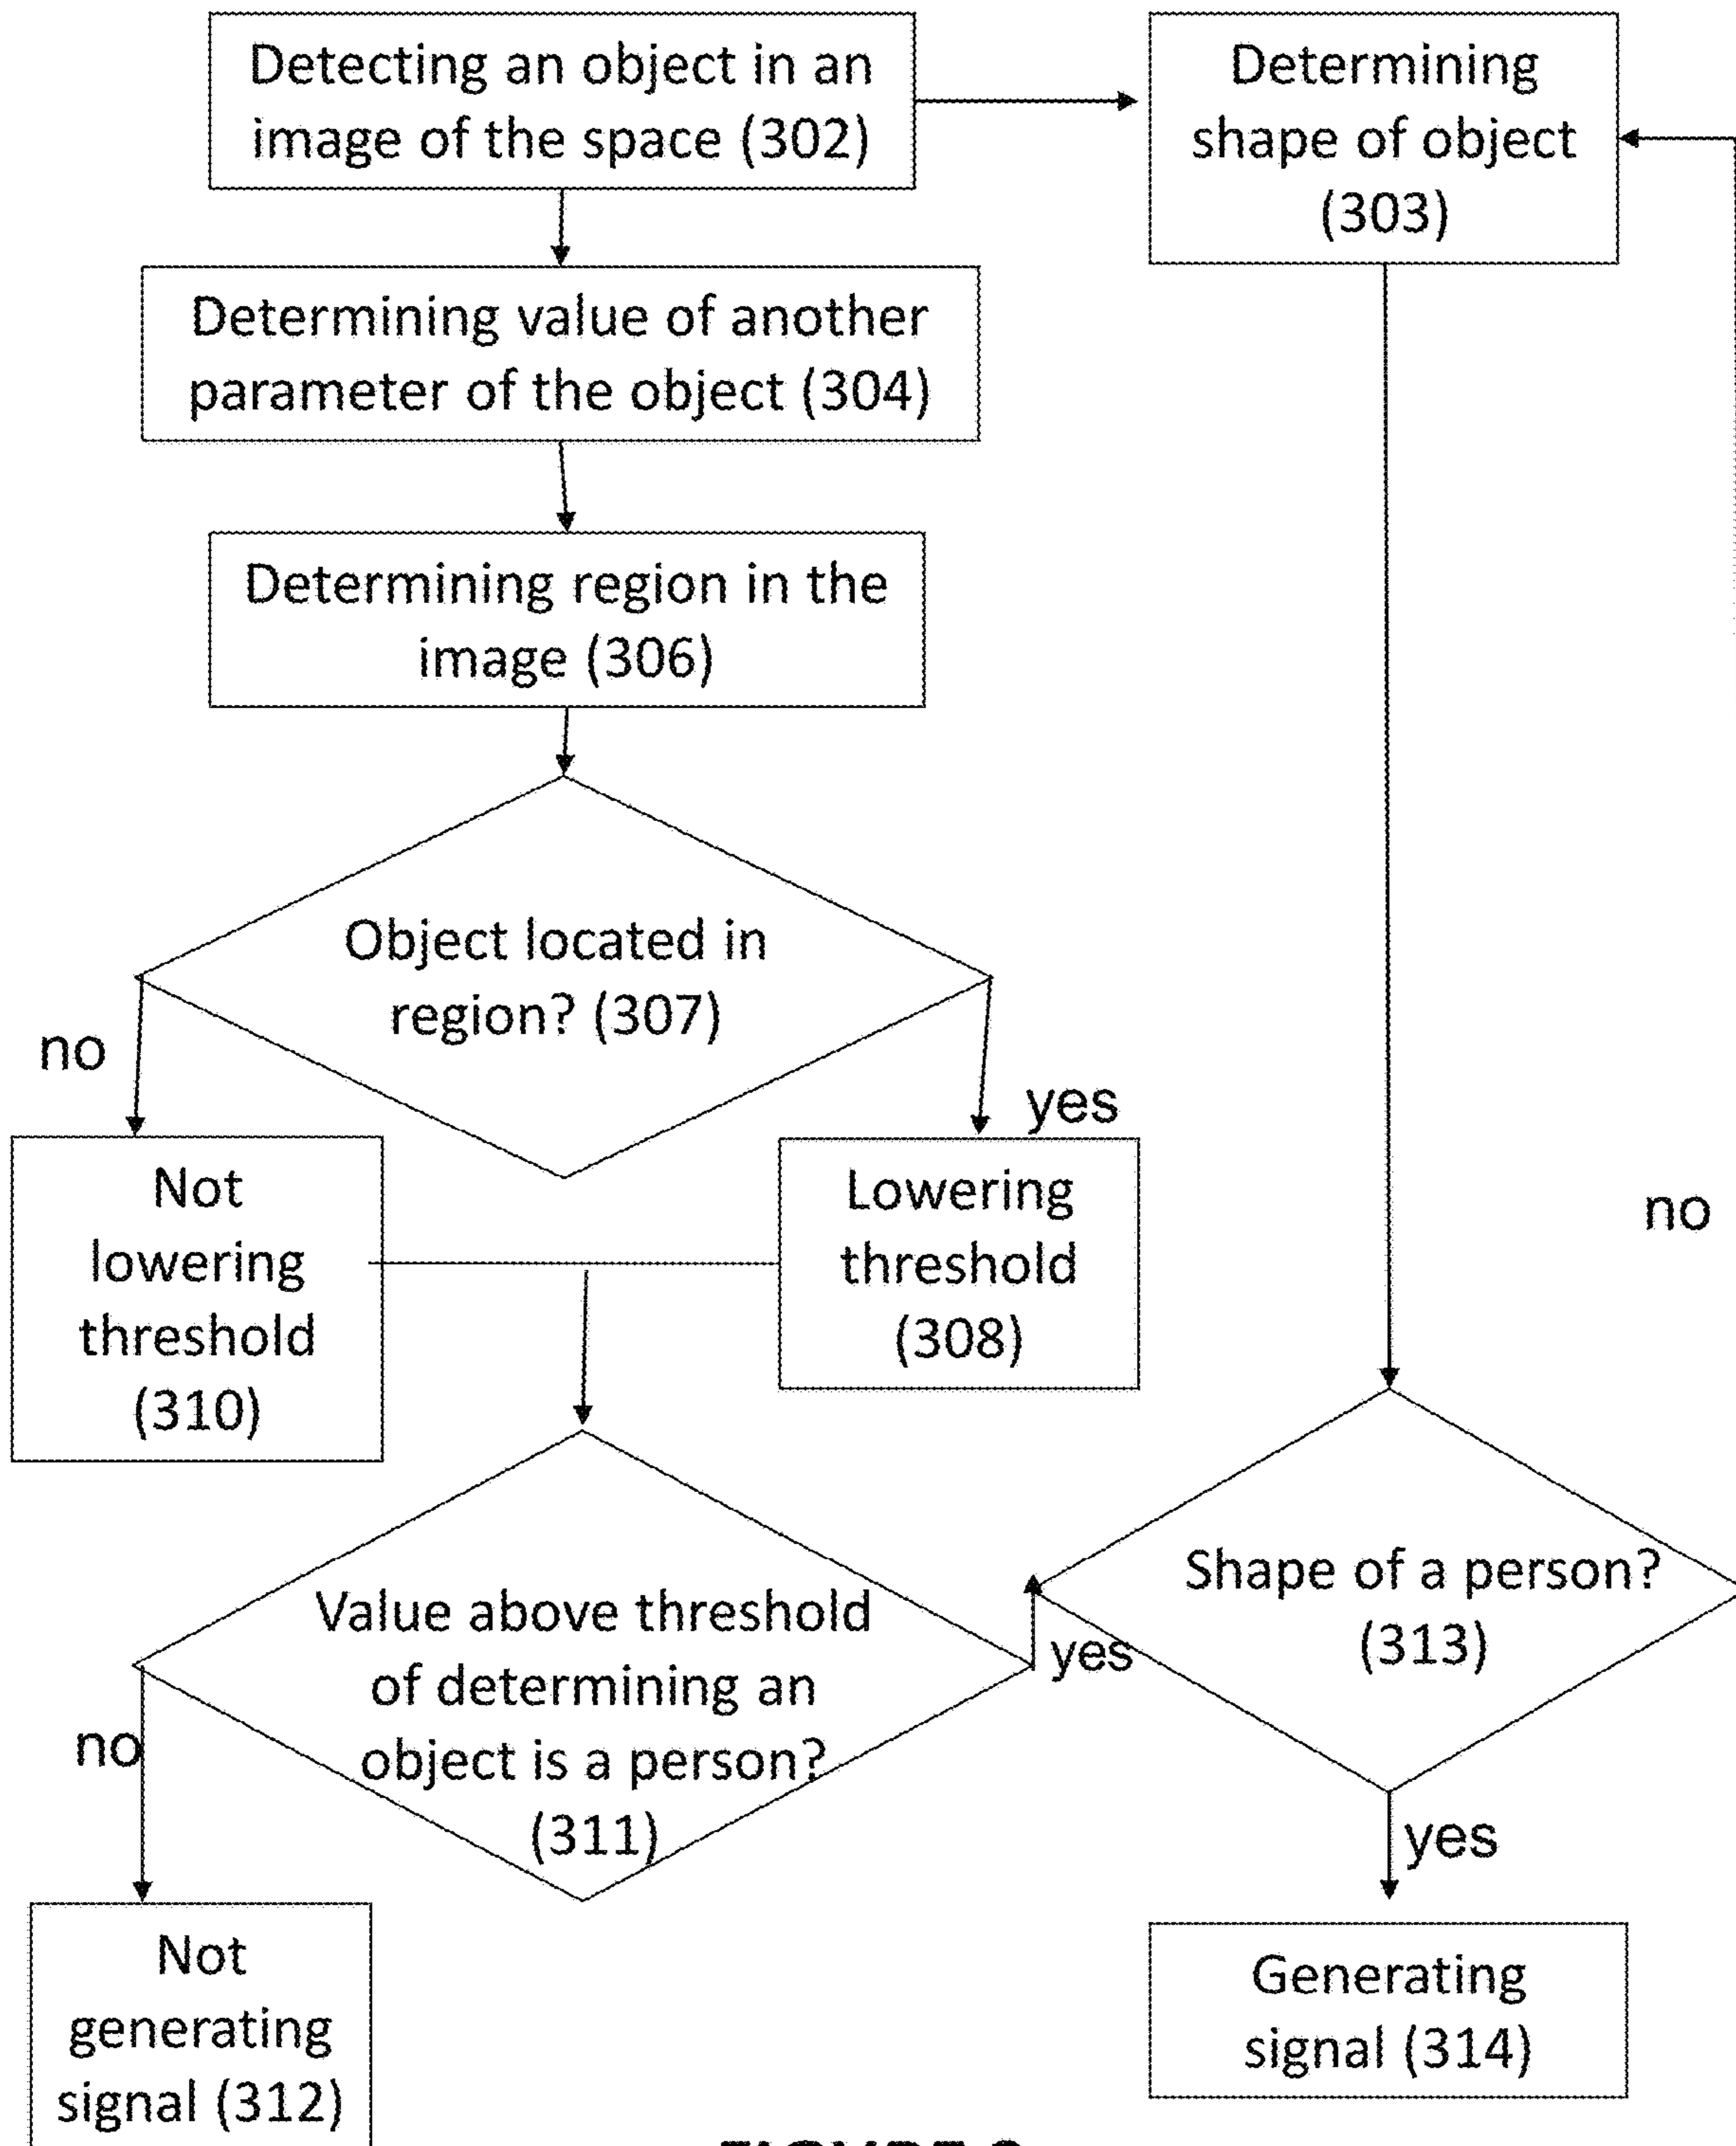 Detecting an object in an
image of the space (302)
Determining
shape of object
(303)
Determining value of another
parameter of the object (304)
Determining region in the
image (306)
Object located in
region? (307)
no
yes
Not
lowering
threshold
(310)
Lowering
threshold
(308)
no
Value above threshold
of determining an
object is a person?
(311)
yes
no
Shape of a person?
(313)
yes
Not
generating
signal (312)
Generating
signal (314)